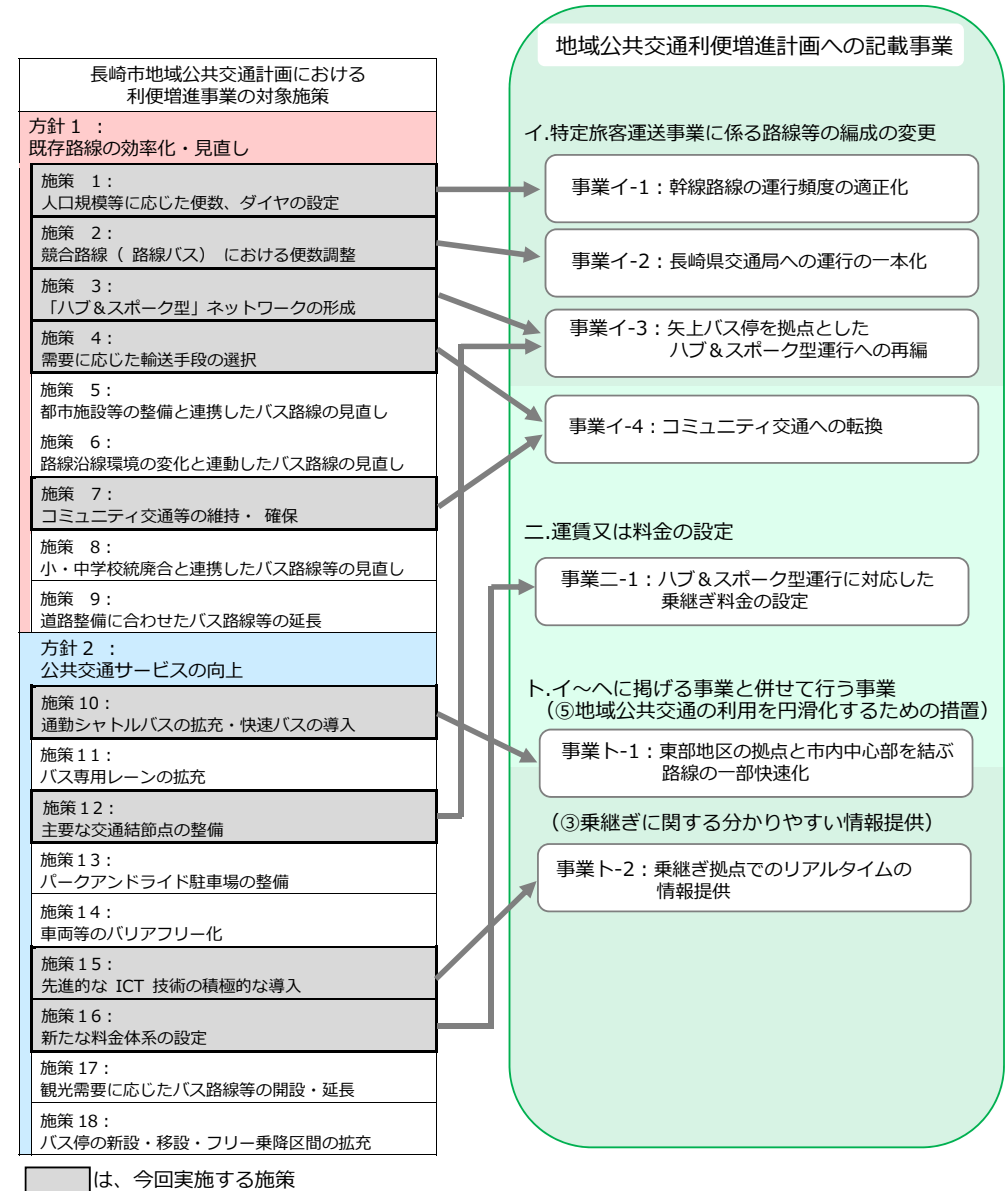 長崎市地域公共交通計画における
利便増進事業の対象施策
方針１ ：
既存路線の効率化・見直し
施策　1：
人口規模等に応じた便数、ダイヤの設定
施策　2：
競合路線（ 路線バス） における便数調整
施策　3：
「ハブ＆スポーク型」ネットワークの形成
施策　4：
需要に応じた輸送手段の選択
施策　5：
都市施設等の整備と連携したバス路線の見直し
施策　6：
路線沿線環境の変化と連動したバス路線の見直し
施策　7：
コミュニティ交通等の維持・ 確保
施策　8：
小・中学校統廃合と連携したバス路線等の見直し
施策　9：
道路整備に合わせたバス路線等の延長
方針２ ：
公共交通サービスの向上
施策 10：
通勤シャトルバスの拡充・快速バスの導入
施策11：
バス専用レーンの拡充
施策12：
主要な交通結節点の整備
施策13：
パークアンドライド駐車場の整備
施策14：
車両等のバリアフリー化
施策15：
先進的な ICT 技術の積極的な導入
施策16：
新たな料金体系の設定
施策 17：
観光需要に応じたバス路線等の開設・延長
施策 18：
バス停の新設・移設・フリー乗降区間の拡充
は、今回実施する施策
地域公共交通利便増進計画への記載事業
イ.特定旅客運送事業に係る路線等の編成の変更
事業イ-1：幹線路線の運行頻度の適正化
事業イ-2：長崎県交通局への運行の一本化
事業イ-3：矢上バス停を拠点とした
ハブ＆スポーク型運行への再編
事業イ-4：コミュニティ交通への転換
ニ.運賃又は料金の設定
事業ニ-1：ハブ＆スポーク型運行に対応した
乗継ぎ料金の設定
ト.イ～ヘに掲げる事業と併せて行う事業
（⑤地域公共交通の利用を円滑化するための措置）
事業ト-1：東部地区の拠点と市内中心部を結ぶ
路線の一部快速化
（③乗継ぎに関する分かりやすい情報提供）
事業ト-2：乗継ぎ拠点でのリアルタイムの
情報提供